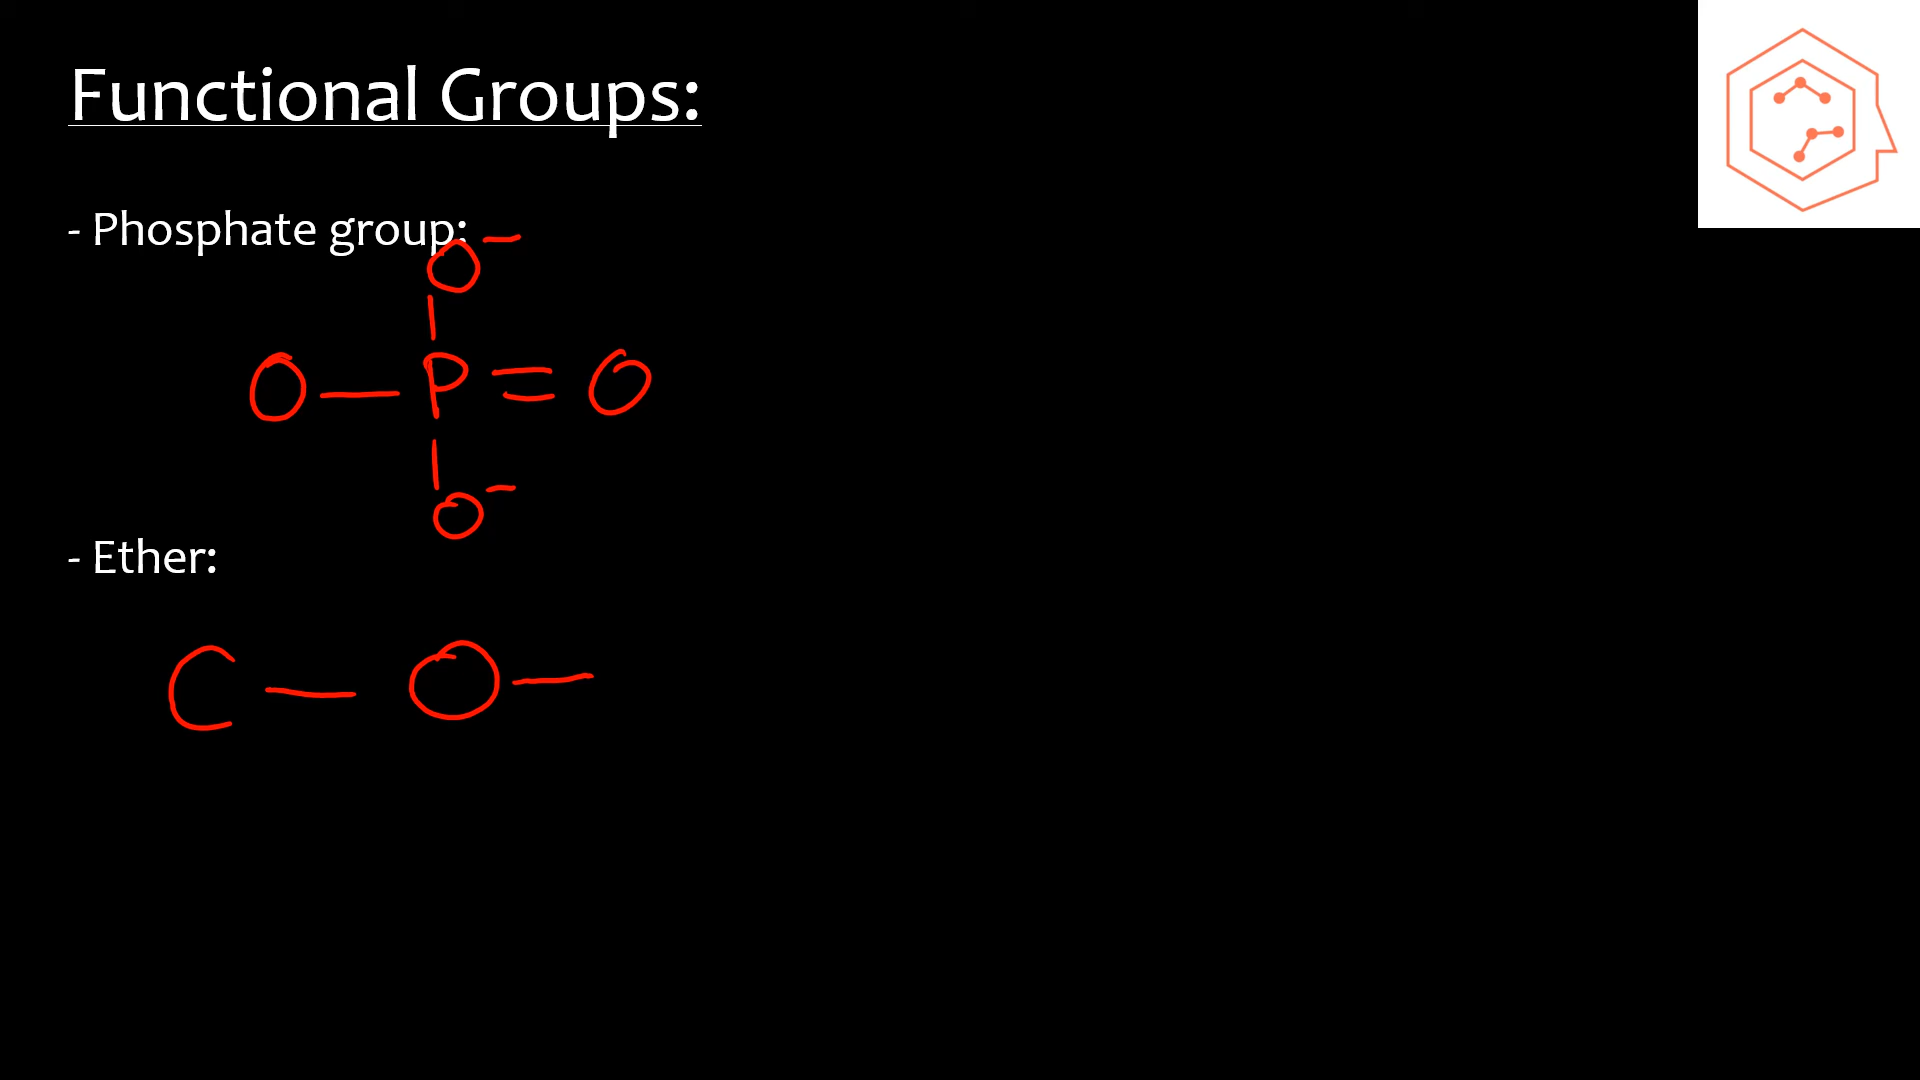 Functional Groups:
- Phosphate group:
O –
O — P = O
O –
- Ether:
C — O —